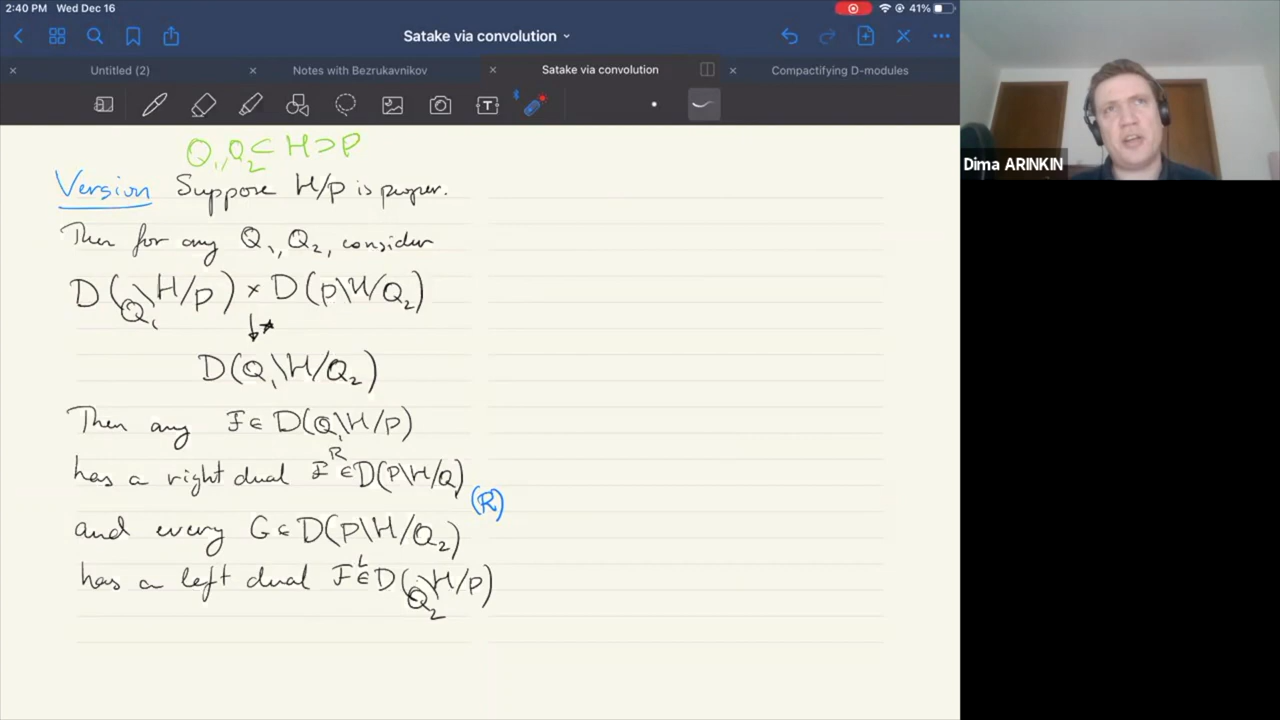 2:40 PM Wed Dec 16
41%
Satake via convolution
Untitled (2)
Notes with Bezrukavnikov
Satake via convolution
Compactifying D-modules
Q₁, Q₂ ⊂ H ⊃ P
Version Suppose H/P is proper.
Then for any Q₁, Q₂, consider
D(Q₁\H/P) × D(P\H/Q₂)
↓*
D(Q₁\H/Q₂)
Then any F ∈ D(Q₁\H/P)
has a right dual F^R ∈ D(P\H/Q)
(R)
and every G ∈ D(P\H/Q₂)
has a left dual F^L ∈ D(Q₂\H/P)
Dima ARINKIN